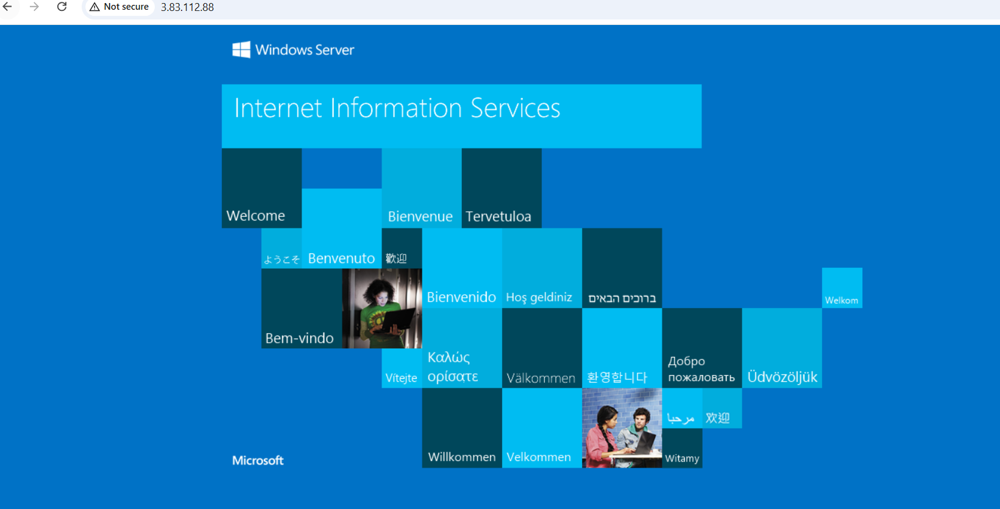 Not secure
3.83.112.88
Windows Server
Internet Information Services
Welcome
Bienvenue
Tervetuloa
ようこそ
Benvenuto
歡迎
Bienvenido
Hoş geldiniz
ברוכים הבאים
Welkom
Bem-vindo
Vítejte
Καλώς
ορίσατε
Välkommen
환영합니다
Добро
пожаловать
Üdvözöljük
مرحبا
欢迎
Willkommen
Velkommen
Witamy
Microsoft